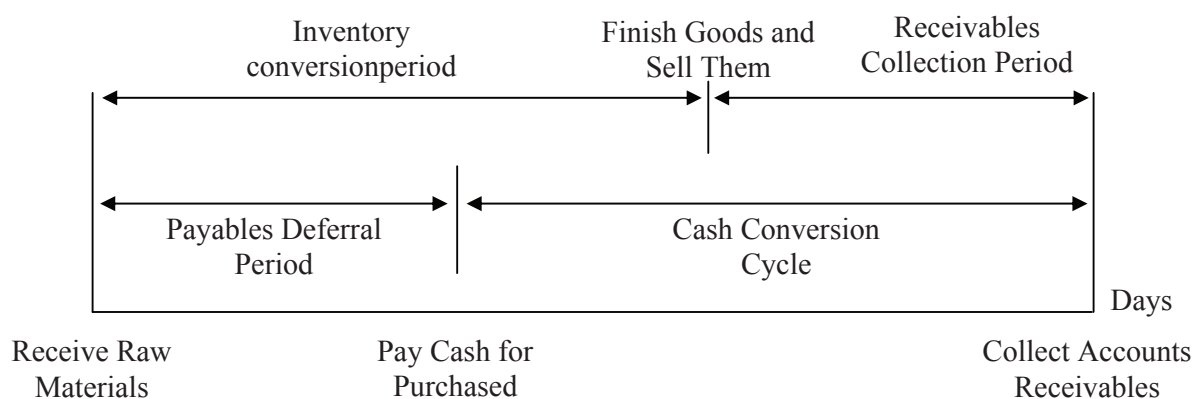 Inventory
conversionperiod
Finish Goods and
Sell Them
Receivables
Collection Period
Payables Deferral
Period
Cash Conversion
Cycle
Days
Receive Raw
Materials
Pay Cash for
Purchased
Collect Accounts
Receivables